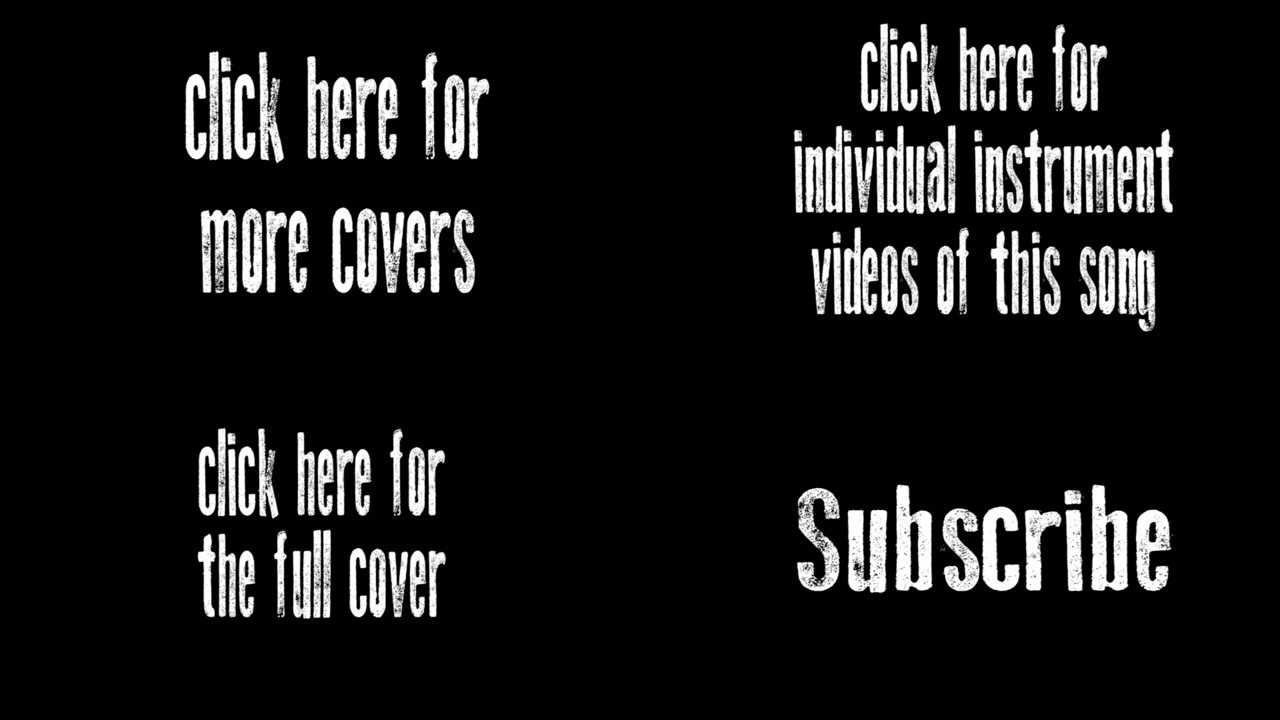 click here for
more covers
click here for
individual instrument
videos of this song
click here for
the full cover
Subscribe